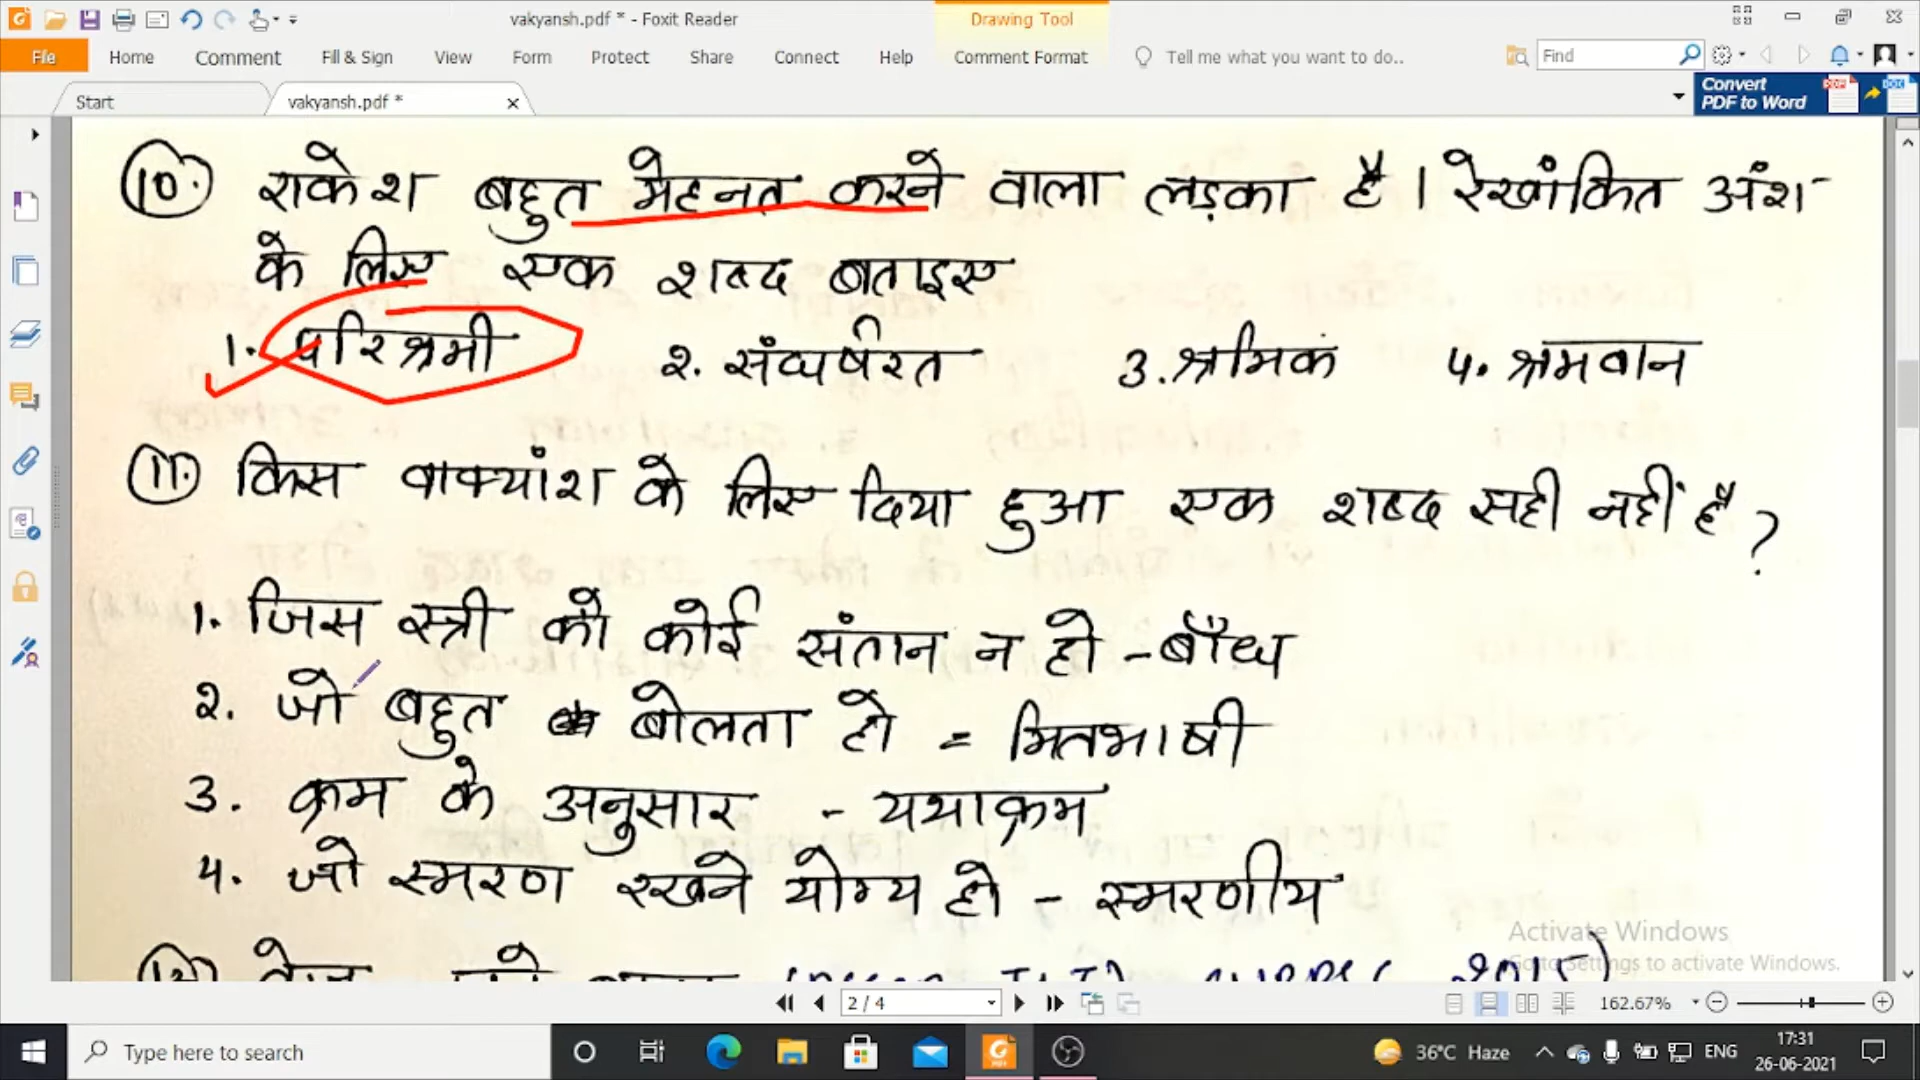 vakyansh.pdf * - Foxit Reader
Drawing Tool
File Home Comment Fill & Sign View Form Protect Share Connect Help Comment Format Tell me what you want to do.. Find
Start vakyansh.pdf *
Convert
PDF to Word
10. राकेश बहुत मेहनत करने वाला लड़का है । रेखांकित अंश
के लिए एक शब्द बताइए
1. परिश्रमी 2. संघर्षरत 3. श्रमिक 4. श्रमवान
11. किस वाक्यांश के लिए दिया हुआ एक शब्द सही नहीं है ?
1. जिस स्त्री को कोई संतान न हो - बाँध
2. जो बहुत बोलता हो = मितभाषी
3. क्रम के अनुसार - यथाक्रम
4. जो स्मरण रखने योग्य हो - स्मरणीय
Activate Windows
Go to Settings to activate Windows.
2 / 4
162.67%
Type here to search
36°C Haze
ENG
17:31
26-06-2021